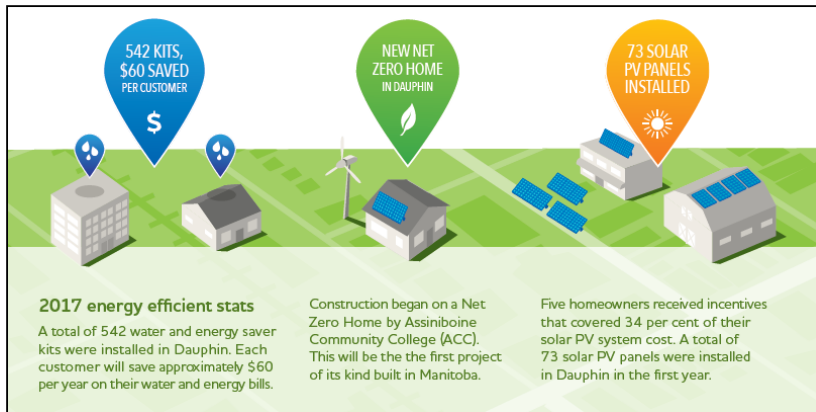 542 KITS,
$60 SAVED
PER CUSTOMER
$
NEW NET
ZERO HOME
IN DAUPHIN
73 SOLAR
PV PANELS
INSTALLED
2017 energy efficient stats
A total of 542 water and energy saver
kits were installed in Dauphin. Each
customer will save approximately $60
per year on their water and energy bills.
Construction began on a Net
Zero Home by Assiniboine
Community College (ACC).
This will be the the first project
of its kind built in Manitoba.
Five homeowners received incentives
that covered 34 per cent of their
solar PV system cost. A total of
73 solar PV panels were installed
in Dauphin in the first year.